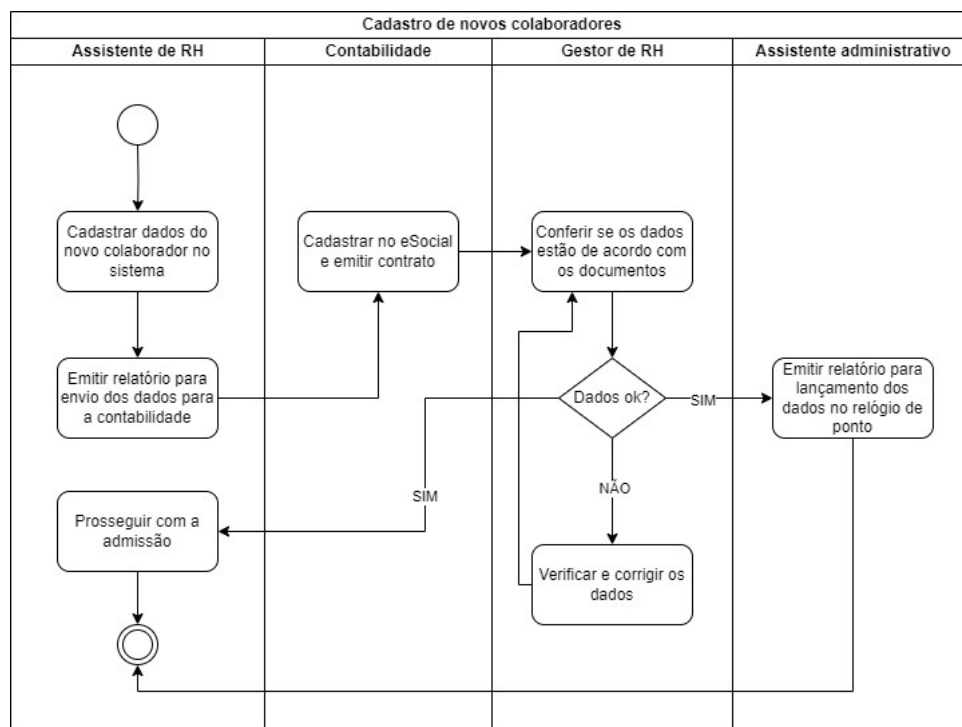 Cadastro de novos colaboradores
Assistente de RH
Contabilidade
Gestor de RH
Assistente administrativo
Cadastrar dados do
novo colaborador no
sistema
Cadastrar no eSocial
e emitir contrato
Conferir se os dados
estão de acordo com
os documentos
Emitir relatório para
envio dos dados para
a contabilidade
Dados ok?
SIM
Emitir relatório para
lançamento dos
dados no relógio de
ponto
SIM
NÃO
Prosseguir com a
admissão
Verificar e corrigir os
dados